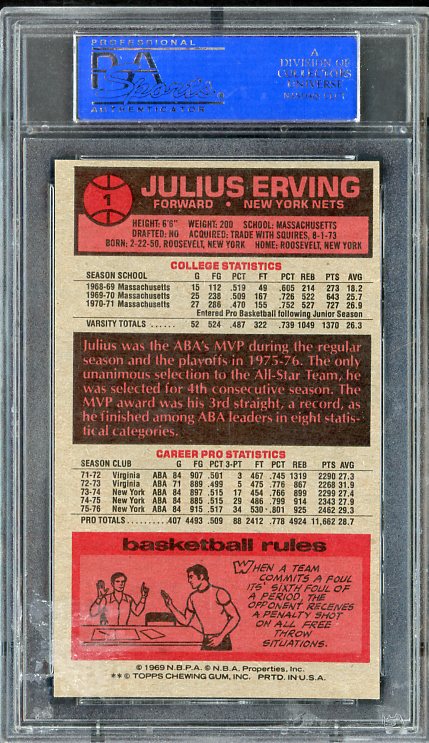 PROFESSIONAL
PSA
Sports
AUTHENTICATOR
A
DIVISION OF
COLLECTORS
UNIVERSE
1
JULIUS ERVING
FORWARD • NEW YORK NETS
HEIGHT: 6'6" WEIGHT: 200 SCHOOL: MASSACHUSETTS
DRAFTED: NO ACQUIRED: TRADE WITH SQUIRES, 8-1-73
BORN: 2-22-50, ROOSEVELT, NEW YORK HOME: ROOSEVELT, NEW YORK
COLLEGE STATISTICS
SEASON SCHOOL G FG PCT FT PCT REB PTS AVG
1968-69 Massachusetts 15 112 .519 49 .605 214 273 18.2
1969-70 Massachusetts 25 238 .509 167 .726 522 643 25.7
1970-71 Massachusetts 27 286 .470 155 .752 527 727 26.9
Entered Pro Basketball following Junior Season
VARSITY TOTALS 52 524 .487 322 .739 1049 1370 26.3
Julius was the ABA's MVP during the regular
season and the playoffs in 1975-76. The only
unanimous selection to the All-Star Team, he
was selected for 4th consecutive season. The
MVP award was his 3rd straight, a record, as
he finished among ABA leaders in eight statis-
tical categories.
CAREER PRO STATISTICS
SEASON CLUB G FG PCT 3-PT FT PCT REB PTS AVG
71-72 Virginia ABA 84 907 .501 3 467 .745 1319 2290 27.3
72-73 Virginia ABA 71 889 .499 5 475 .776 867 2268 31.9
73-74 New York ABA 84 897 .515 17 454 .766 899 2299 27.4
74-75 New York ABA 84 885 .515 29 486 .799 914 2343 27.9
75-76 New York ABA 84 915 .517 34 530 .801 925 2462 29.3
PRO TOTALS 407 4493 .509 88 2412 .778 4924 11,662 28.7
basketball rules
WHEN A TEAM
COMMITS A FOUL
ITS' SIXTH FOUL OF
A PERIOD, THE
OPPONENT RECEIVES
A PENALTY SHOT
ON ALL FREE
THROW
SITUATIONS.
© 1969 N.B.P.A. © N.B.A. Properties, Inc.
** © TOPPS CHEWING GUM, INC. PRTD. IN U.S.A.